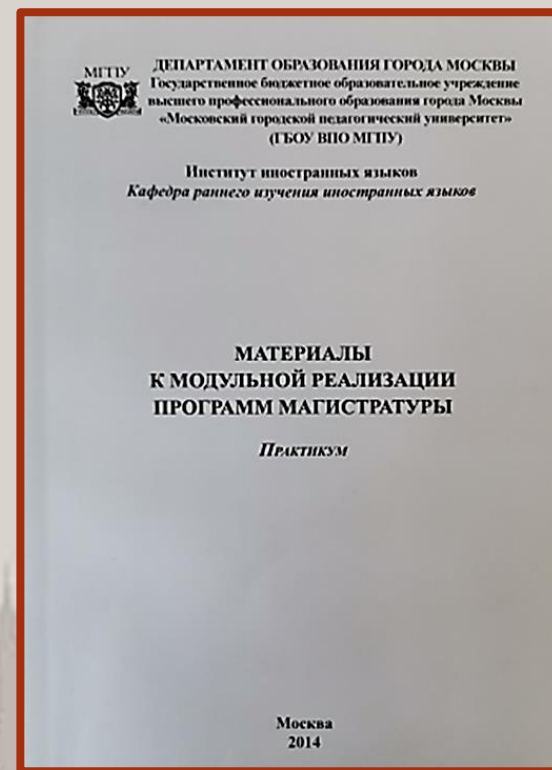 МГПУ
ДЕПАРТАМЕНТ ОБРАЗОВАНИЯ ГОРОДА МОСКВЫ
Государственное бюджетное образовательное учреждение
высшего профессионального образования города Москвы
«Московский городской педагогический университет»
(ГБОУ ВПО МГПУ)
Институт иностранных языков
Кафедра раннего изучения иностранных языков
МАТЕРИАЛЫ
К МОДУЛЬНОЙ РЕАЛИЗАЦИИ
ПРОГРАММ МАГИСТРАТУРЫ
ПРАКТИКУМ
Москва
2014